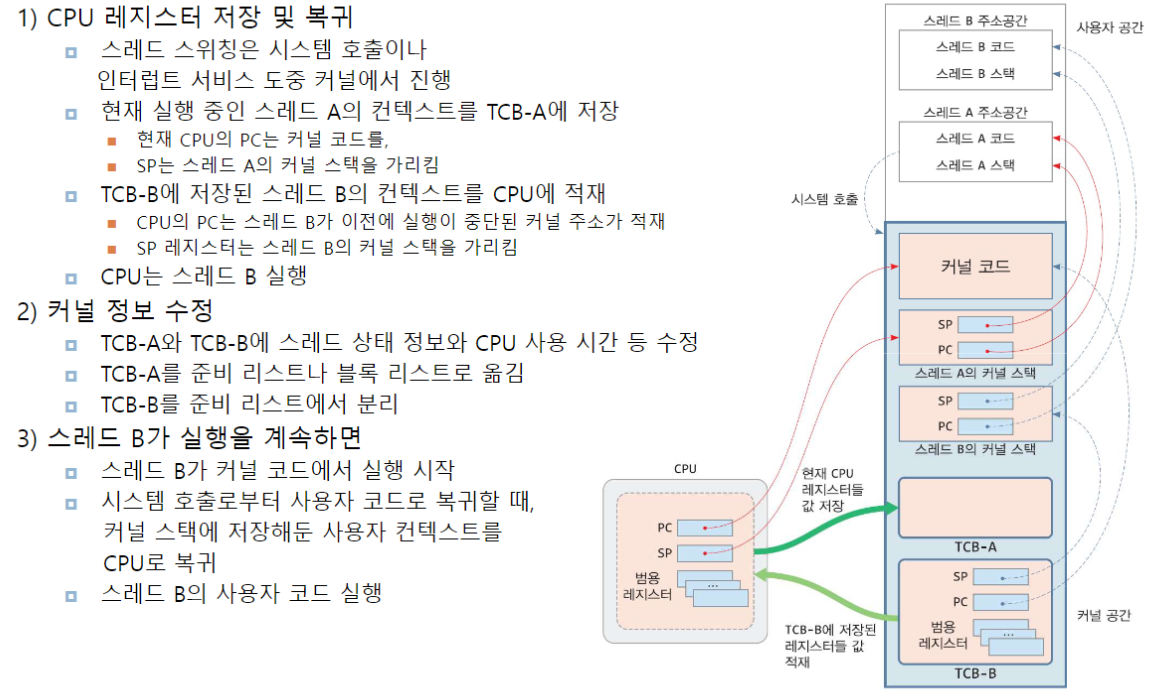 1) CPU 레지스터 저장 및 복귀
스레드 스위칭은 시스템 호출이나
인터럽트 서비스 도중 커널에서 진행
현재 실행 중인 스레드 A의 컨텍스트를 TCB-A에 저장
현재 CPU의 PC는 커널 코드를,
SP는 스레드 A의 커널 스택을 가리킴
TCB-B에 저장된 스레드 B의 컨텍스트를 CPU에 적재
CPU의 PC는 스레드 B가 이전에 실행이 중단된 커널 주소가 적재
SP 레지스터는 스레드 B의 커널 스택을 가리킴
CPU는 스레드 B 실행
2) 커널 정보 수정
TCB-A와 TCB-B에 스레드 상태 정보와 CPU 사용 시간 등 수정
TCB-A를 준비 리스트나 블록 리스트로 옮김
TCB-B를 준비 리스트에서 분리
3) 스레드 B가 실행을 계속하면
스레드 B가 커널 코드에서 실행 시작
시스템 호출로부터 사용자 코드로 복귀할 때,
커널 스택에 저장해둔 사용자 컨텍스트를
CPU로 복귀
스레드 B의 사용자 코드 실행
스레드 B 주소공간
스레드 B 코드
스레드 B 스택
사용자 공간
스레드 A 주소공간
스레드 A 코드
스레드 A 스택
시스템 호출
커널 코드
SP
PC
스레드 A의 커널 스택
SP
PC
스레드 B의 커널 스택
CPU
PC
SP
범용
레지스터
...
현재 CPU
레지스터들
값 저장
TCB-A
TCB-B에 저장된
레지스터들 값
적재
SP
PC
범용
레지스터
...
TCB-B
커널 공간